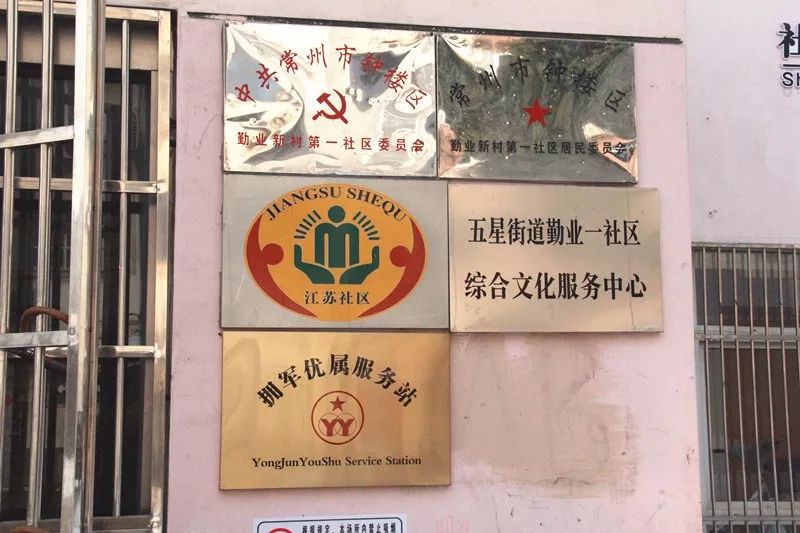 中共常州市钟楼区
勤业新村第一社区委员会
常州市钟楼区
勤业新村第一社区居民委员会
JIANGSU SHEQU
江苏社区
五星街道勤业一社区
综合文化服务中心
拥军优属服务站
YY
YongJunYouShu Service Station
社
SH